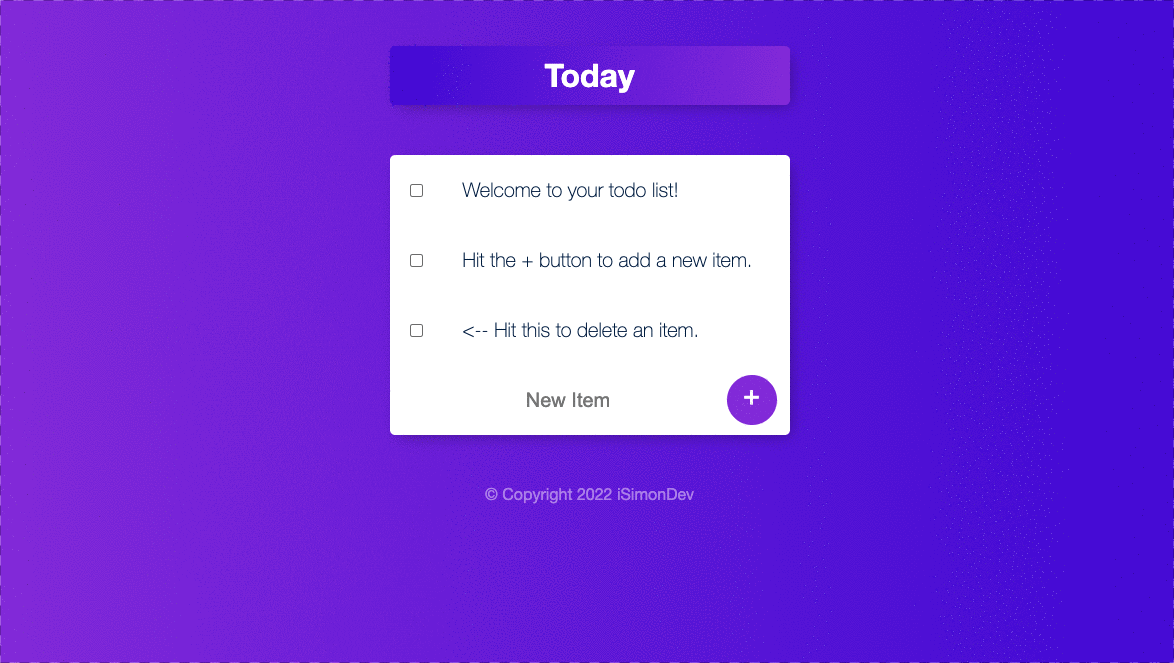 Today
Welcome to your todo list!
Hit the + button to add a new item.
<-- Hit this to delete an item.
New Item +
© Copyright 2022 iSimonDev